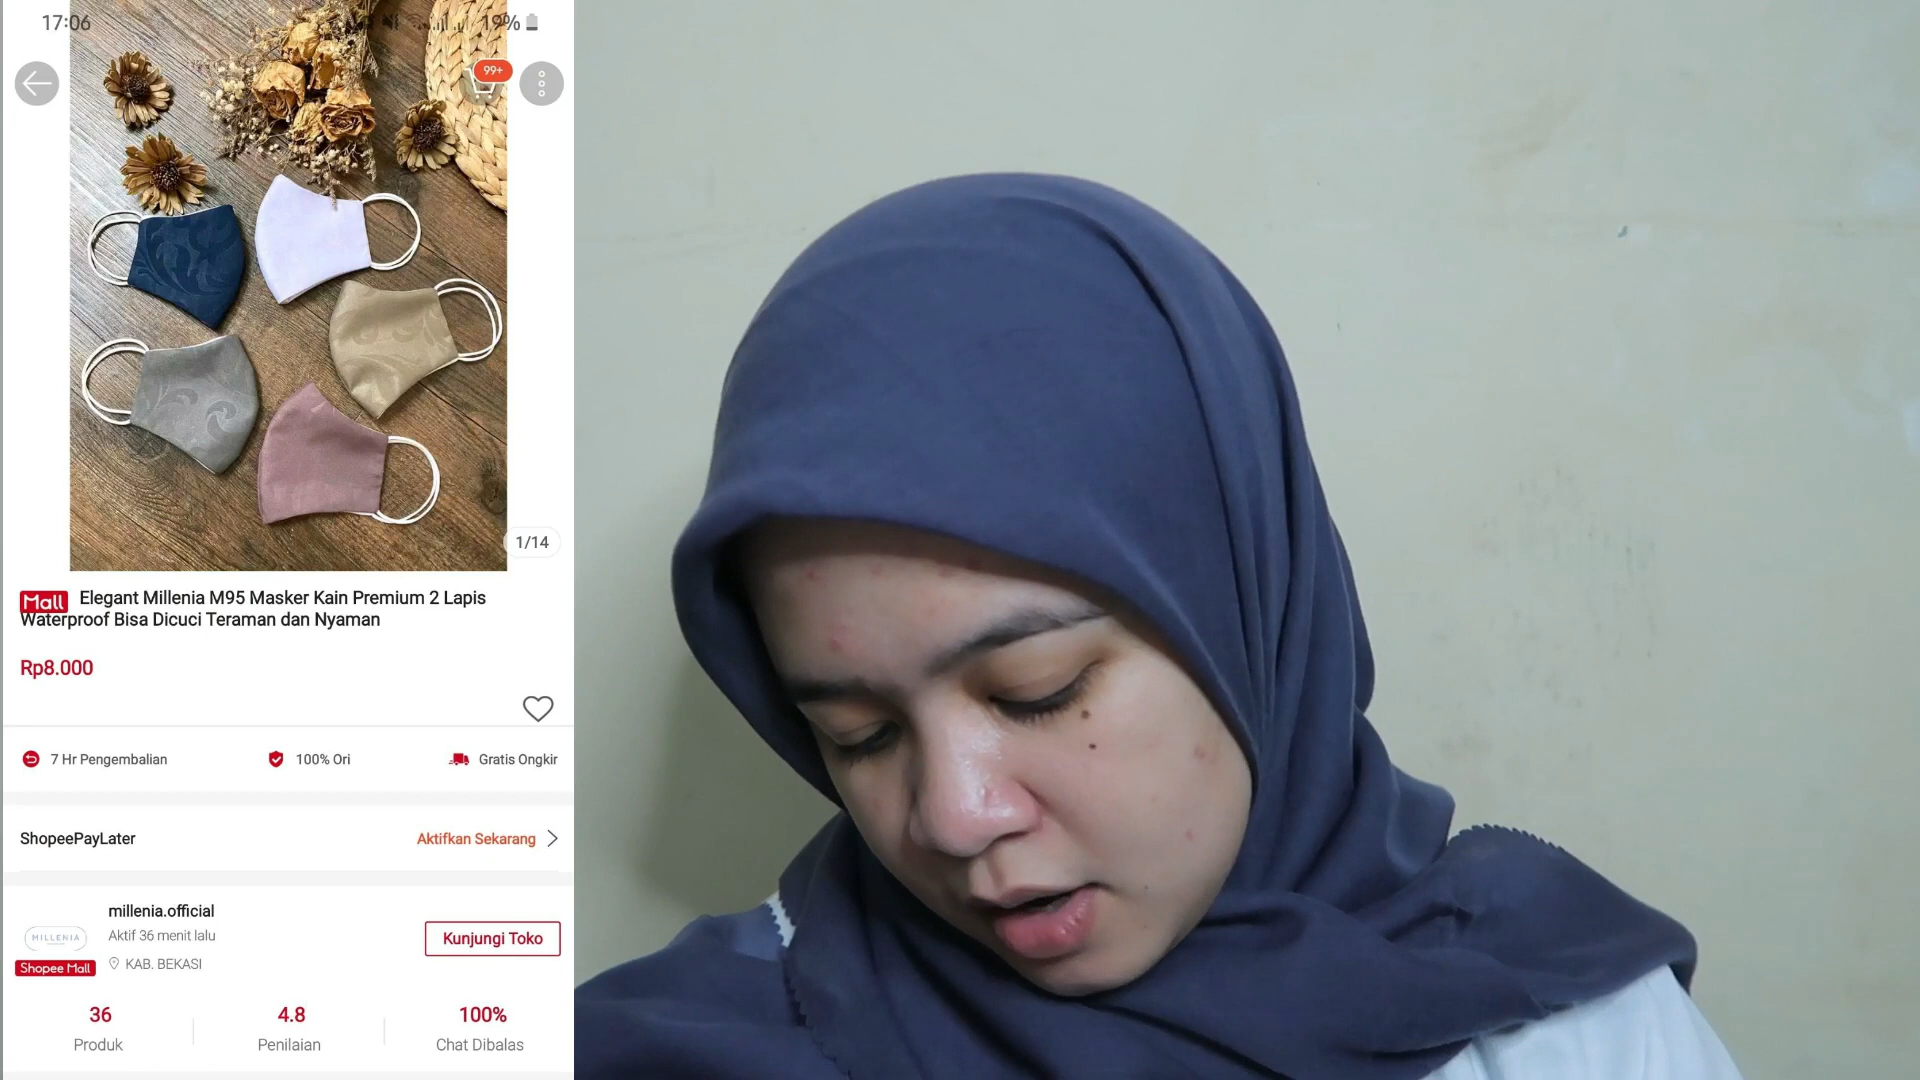 17:06
19%
99+
1/14
Mall Elegant Millenia M95 Masker Kain Premium 2 Lapis
Waterproof Bisa Dicuci Teraman dan Nyaman
Rp8.000
7 Hr Pengembalian
100% Ori
Gratis Ongkir
ShopeePayLater
Aktifkan Sekarang
millenia.official
Aktif 36 menit lalu
MILLENIA
Kunjungi Toko
Shopee Mall
KAB. BEKASI
36
4.8
100%
Produk
Penilaian
Chat Dibalas